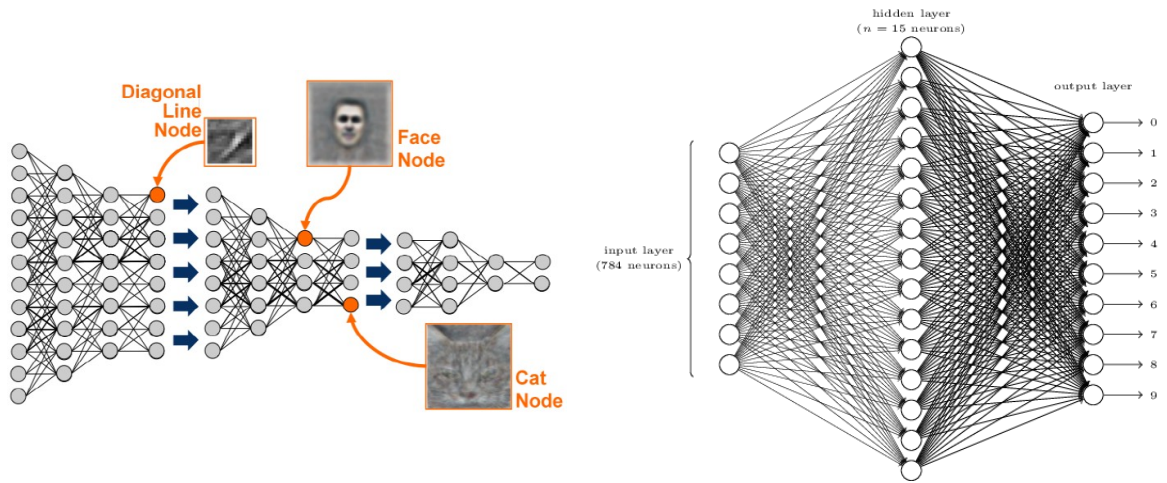 Diagonal
Line
Node
Face
Node
Cat
Node
hidden layer
(n = 15 neurons)
output layer
input layer
(784 neurons)
0
1
2
3
4
5
6
7
8
9